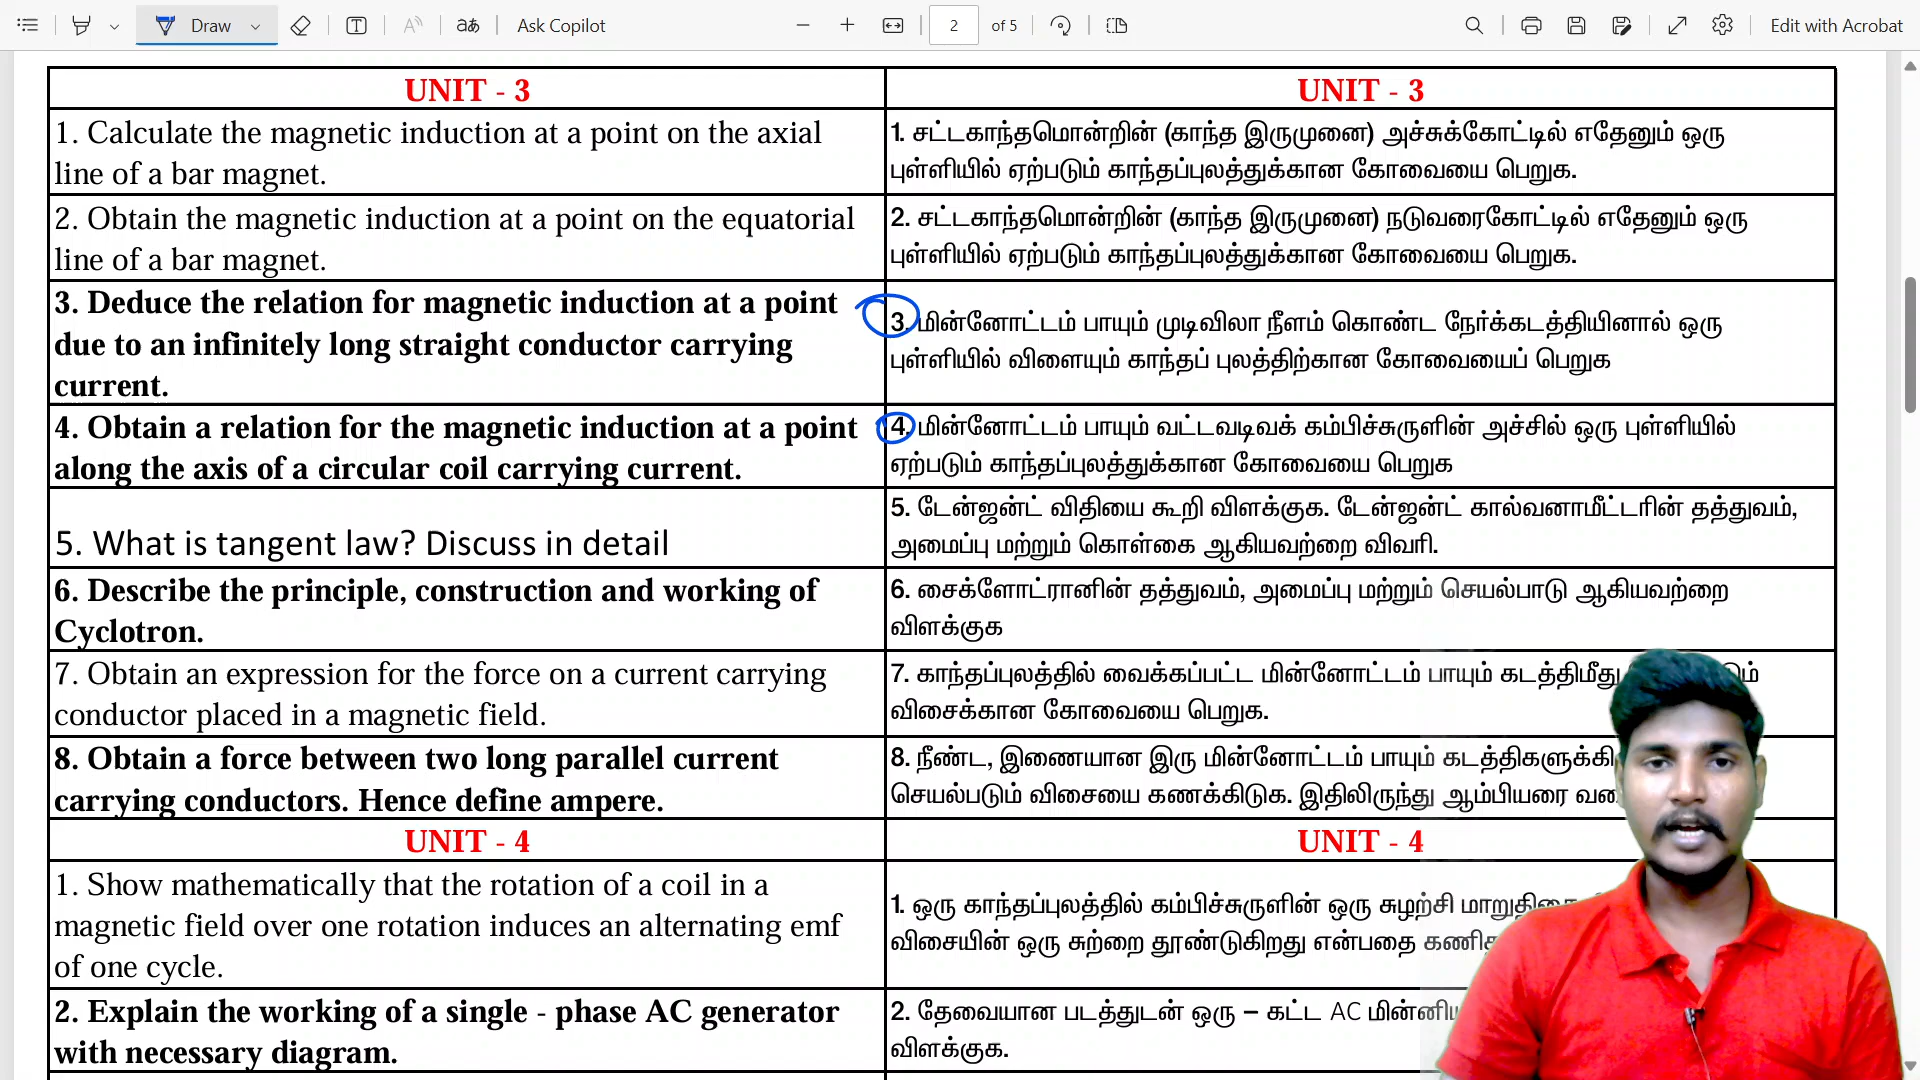 Draw
Ask Copilot
2 of 5
Edit with Acrobat
UNIT - 3
UNIT - 3
1. Calculate the magnetic induction at a point on the axial
line of a bar magnet.
1. சட்டகாந்தமொன்றின் (காந்த இருமுனை) அச்சுக்கோட்டில் எதேனும் ஒரு
புள்ளியில் ஏற்படும் காந்தப்புலத்துக்கான கோவையை பெறுக.
2. Obtain the magnetic induction at a point on the equatorial
line of a bar magnet.
2. சட்டகாந்தமொன்றின் (காந்த இருமுனை) நடுவரைகோட்டில் எதேனும் ஒரு
புள்ளியில் ஏற்படும் காந்தப்புலத்துக்கான கோவையை பெறுக.
3. Deduce the relation for magnetic induction at a point
due to an infinitely long straight conductor carrying
current.
3. மின்னோட்டம் பாயும் முடிவிலா நீளம் கொண்ட நேர்க்கடத்தியினால் ஒரு
புள்ளியில் விளையும் காந்தப் புலத்திற்கான கோவையைப் பெறுக
4. Obtain a relation for the magnetic induction at a point
along the axis of a circular coil carrying current.
4. மின்னோட்டம் பாயும் வட்டவடிவக் கம்பிச்சுருளின் அச்சில் ஒரு புள்ளியில்
ஏற்படும் காந்தப்புலத்துக்கான கோவையை பெறுக
5. What is tangent law? Discuss in detail
5. டேன்ஜன்ட் விதியை கூறி விளக்குக. டேன்ஜன்ட் கால்வனாமீட்டரின் தத்துவம்,
அமைப்பு மற்றும் கொள்கை ஆகியவற்றை விவரி.
6. Describe the principle, construction and working of
Cyclotron.
6. சைக்ளோட்ரானின் தத்துவம், அமைப்பு மற்றும் செயல்பாடு ஆகியவற்றை
விளக்குக
7. Obtain an expression for the force on a current carrying
conductor placed in a magnetic field.
7. காந்தப்புலத்தில் வைக்கப்பட்ட மின்னோட்டம் பாயும் கடத்திமீது
விசைக்கான கோவையை பெறுக.
8. Obtain a force between two long parallel current
carrying conductors. Hence define ampere.
8. நீண்ட, இணையான இரு மின்னோட்டம் பாயும்
செயல்படும் விசையை கணக்கிடுக. இதிலிருந்து ஆம்பியரை
UNIT - 4
UNIT - 4
1. Show mathematically that the rotation of a coil in a
magnetic field over one rotation induces an alternating emf
of one cycle.
1. ஒரு காந்தப்புலத்தில் கம்பிச்சுருளின் ஒரு சுழற்சி
விசையின் ஒரு சுற்றை தூண்டுகிறது என்பதை
2. Explain the working of a single - phase AC generator
with necessary diagram.
2. தேவையான படத்துடன் ஒரு – கட்ட AC
விளக்குக.